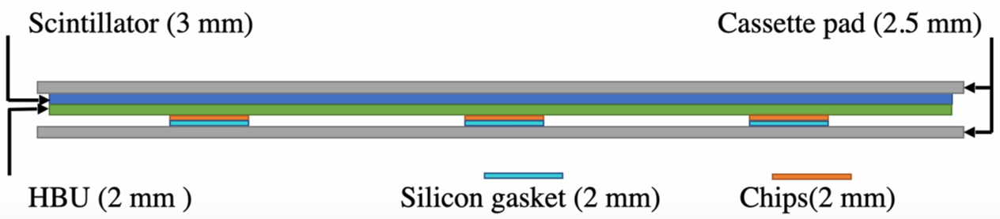 Scintillator (3 mm)
Cassette pad (2.5 mm)
HBU (2 mm )
Silicon gasket (2 mm)
Chips(2 mm)